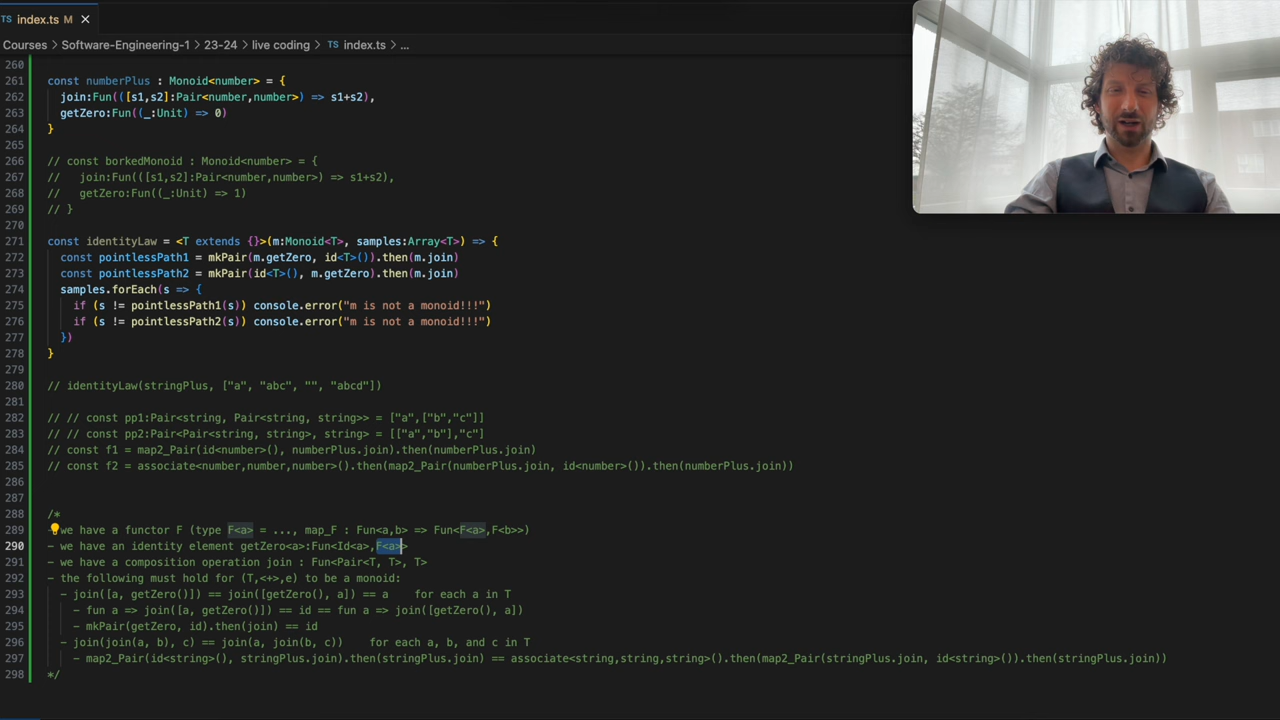 TS index.ts M ×
Courses > Software-Engineering-1 > 23-24 > live coding > TS index.ts > ...
260
261 const numberPlus : Monoid<number> = {
262   join:Fun(([s1,s2]:Pair<number,number>) => s1+s2),
263   getZero:Fun((_:Unit) => 0)
264 }
265
266 // const borkedMonoid : Monoid<number> = {
267 //   join:Fun(([s1,s2]:Pair<number,number>) => s1+s2),
268 //   getZero:Fun((_:Unit) => 1)
269 // }
270
271 const identityLaw = <T extends {}>(m:Monoid<T>, samples:Array<T>) => {
272   const pointlessPath1 = mkPair(m.getZero, id<T>()).then(m.join)
273   const pointlessPath2 = mkPair(id<T>(), m.getZero).then(m.join)
274   samples.forEach(s => {
275     if (s != pointlessPath1(s)) console.error("m is not a monoid!!!")
276     if (s != pointlessPath2(s)) console.error("m is not a monoid!!!")
277   })
278 }
279
280 // identityLaw(stringPlus, ["a", "abc", "", "abcd"])
281
282 // // const pp1:Pair<string, Pair<string, string>> = ["a",["b","c"]]
283 // // const pp2:Pair<Pair<string, string>, string> = [["a","b"],"c"]
284 // const f1 = map2_Pair(id<number>(), numberPlus.join).then(numberPlus.join)
285 // const f2 = associate<number,number,number>().then(map2_Pair(numberPlus.join, id<number>()).then(numberPlus.join))
286
287
288 /*
289 - we have a functor F (type F<a> = ..., map_F : Fun<a,b> => Fun<F<a>,F<b>>)
290 - we have an identity element getZero<a>:Fun<Id<a>,F<a>>
291 - we have a composition operation join : Fun<Pair<T, T>, T>
292 - the following must hold for (T,<+>,e) to be a monoid:
293   - join([a, getZero()]) == join([getZero(), a]) == a    for each a in T
294     - fun a => join([a, getZero()]) == id == fun a => join([getZero(), a])
295     - mkPair(getZero, id).then(join) == id
296   - join(join(a, b), c) == join(a, join(b, c))    for each a, b, and c in T
297     - map2_Pair(id<string>(), stringPlus.join).then(stringPlus.join) == associate<string,string,string>().then(map2_Pair(stringPlus.join, id<string>()).then(stringPlus.join))
298 */